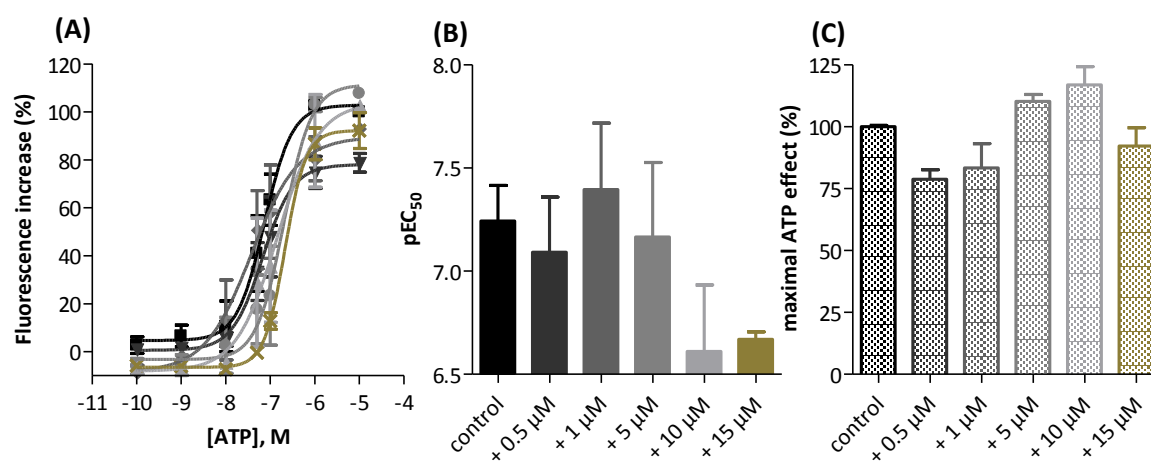 (A)
Fluorescence increase (%)
120
100
80
60
40
20
0
-11 -10 -9 -8 -7 -6 -5 -4
[ATP], M
(B)
pEC50
8.0
7.5
7.0
6.5
control
+ 0.5 µM
+ 1 µM
+ 5 µM
+ 10 µM
+ 15 µM
(C)
maximal ATP effect (%)
125
100
75
50
25
0
control
+ 0.5 µM
+ 1 µM
+ 5 µM
+ 10 µM
+ 15 µM